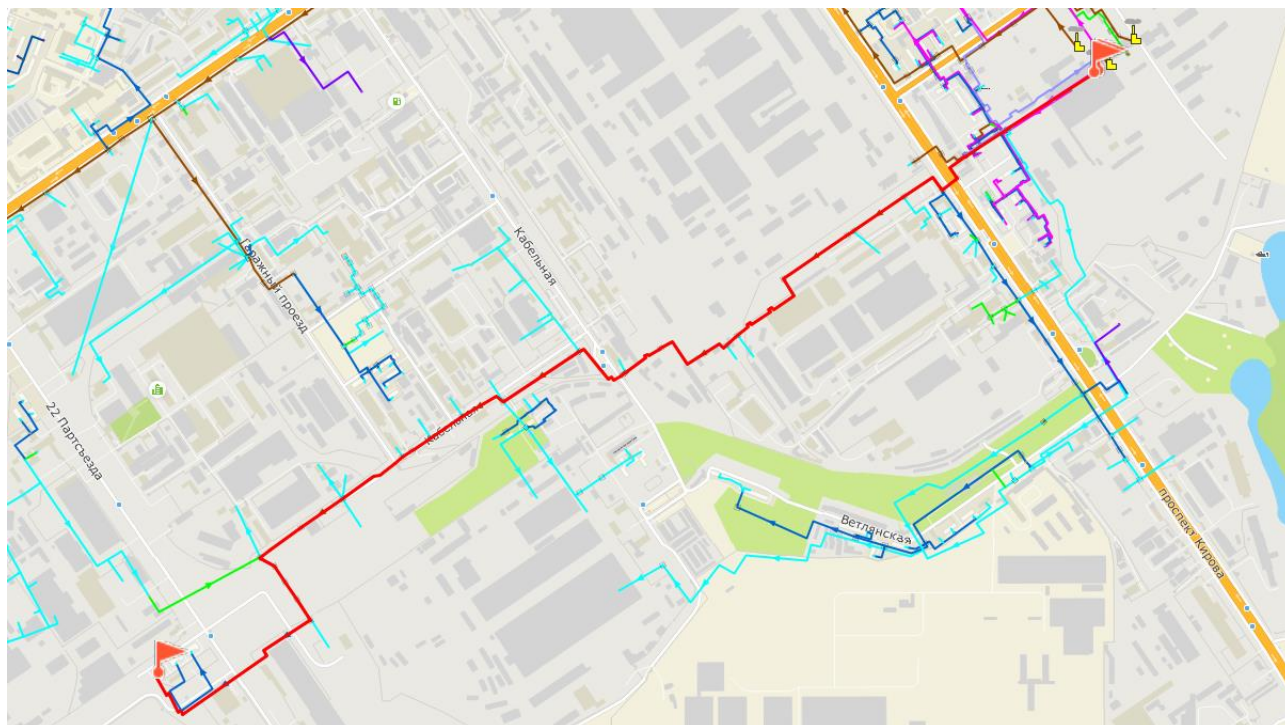 Кабельная
Гаражный проезд
Кабельная
22 Партсъезда
Ветлянская
проспект Кирова